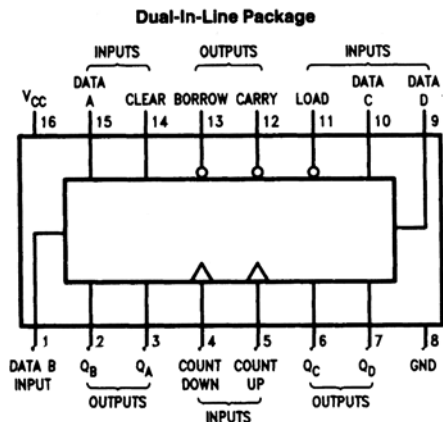 Dual-In-Line Package
INPUTS OUTPUTS INPUTS
DATA DATA DATA
VCC A CLEAR BORROW CARRY LOAD C D
16 15 14 13 12 11 10 9
1 2 3 4 5 6 7 8
DATA B QB QA COUNT COUNT QC QD GND
INPUT DOWN UP
OUTPUTS OUTPUTS
INPUTS